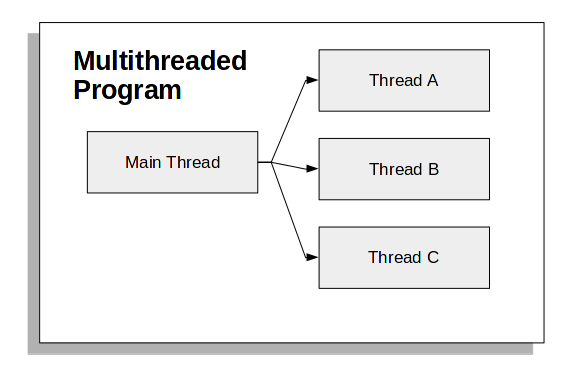 Multithreaded
Program
Main Thread
Thread A
Thread B
Thread C